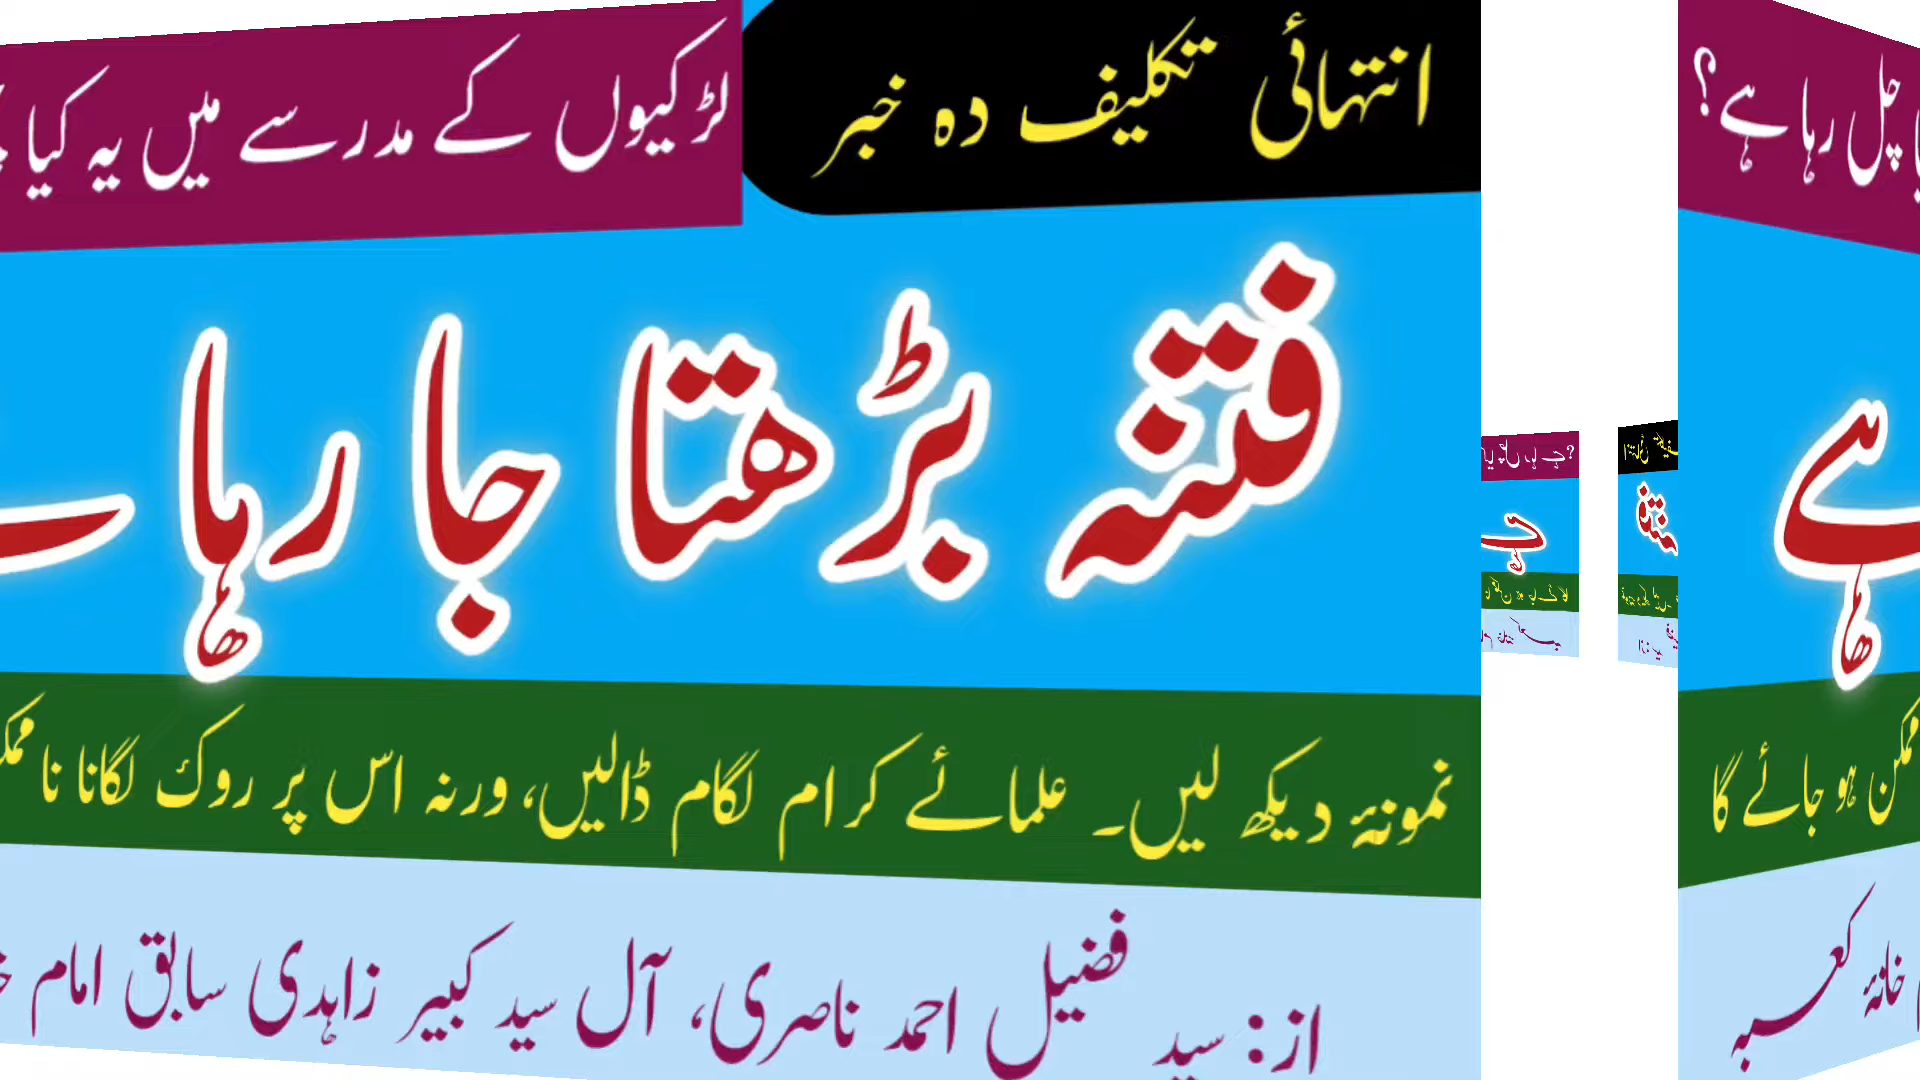 انتہائی تکلیف دہ خبر
لڑکیوں کے مدرسے میں یہ کیا چل رہا ہے؟
فتنہ بڑھتا جا رہا ہے
نمونۂ دیکھ لیں۔ علمائے کرام لگام ڈالیں، ورنہ اس پر روک لگانا نا ممکن ہو جائے گا
از: سید فضیل احمد ناصری، آل سید کبیر زاہدی سابق امام خانۂ کعبہ